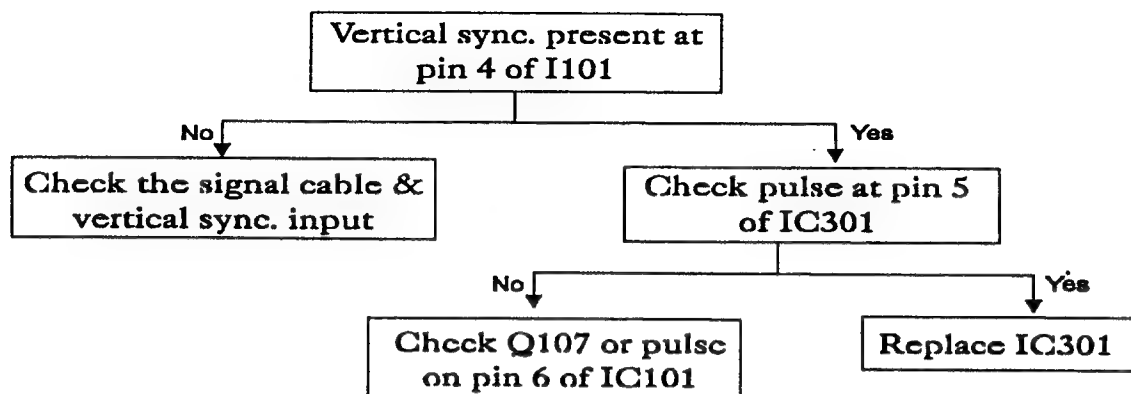 Vertical sync. present at
pin 4 of I101
No
Yes
Check the signal cable &
vertical sync. input
Check pulse at pin 5
of IC301
No
Yes
Check Q107 or pulse
on pin 6 of IC101
Replace IC301